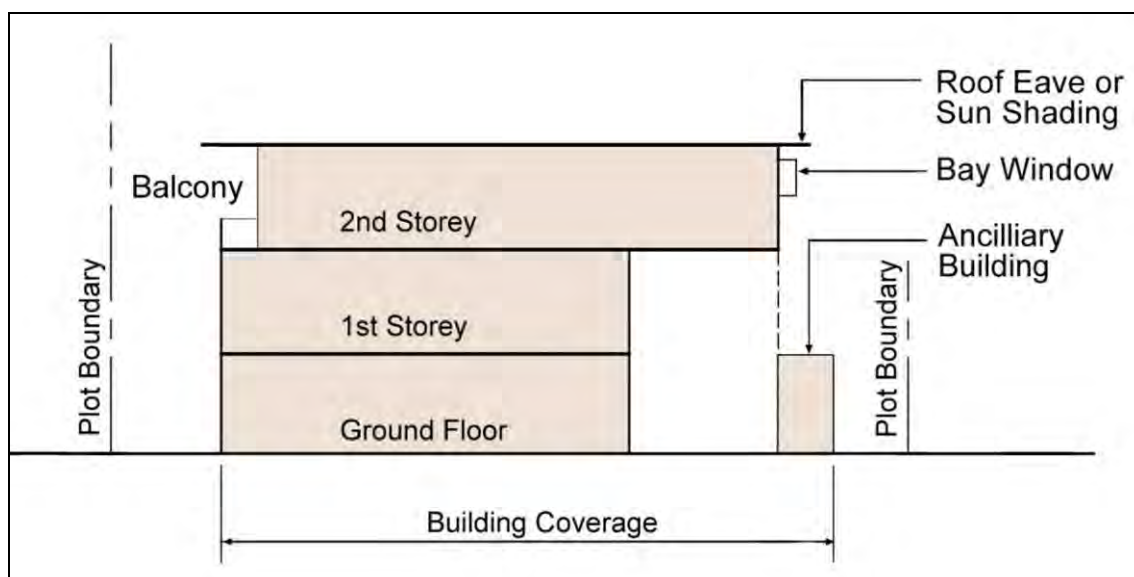 Roof Eave or
Sun Shading
Bay Window
Balcony
2nd Storey
Ancilliary
Building
Plot Boundary
1st Storey
Plot Boundary
Ground Floor
Building Coverage